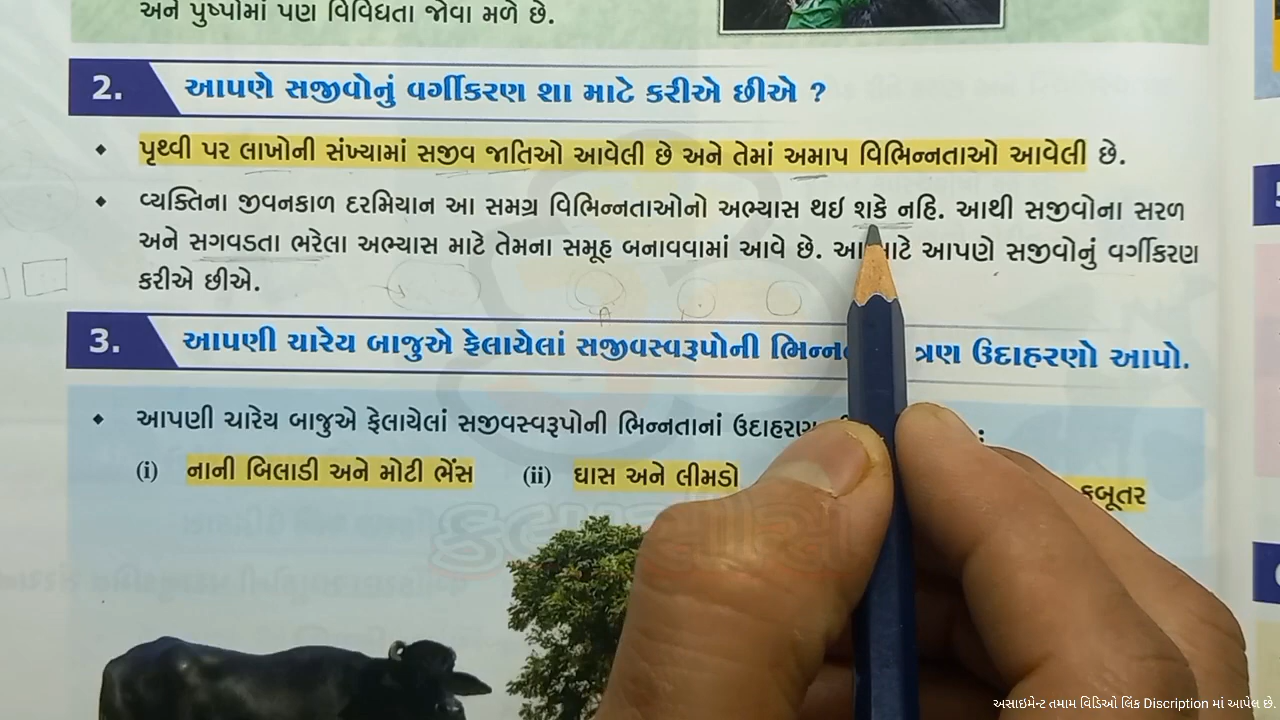 અને પુષ્પોમાં પણ વિવિધતા જોવા મળે છે.
2. આપણે સજીવોનું વર્ગીકરણ શા માટે કરીએ છીએ ?
પૃથ્વી પર લાખોની સંખ્યામાં સજીવ જાતિઓ આવેલી છે અને તેમાં અમાપ વિભિન્નતાઓ આવેલી છે.
વ્યક્તિના જીવનકાળ દરમિયાન આ સમગ્ર વિભિન્નતાઓનો અભ્યાસ થઈ શકે નહિ. આથી સજીવોના સરળ
અને સગવડતા ભરેલા અભ્યાસ માટે તેમના સમૂહ બનાવવામાં આવે છે. આ માટે આપણે સજીવોનું વર્ગીકરણ
કરીએ છીએ.
3. આપણી ચારેય બાજુએ ફેલાયેલાં સજીવસ્વરૂપોની ત્રણ ઉદાહરણો આપો.
આપણી ચારેય બાજુએ ફેલાયેલાં સજીવસ્વરૂપોની ભિન્નતાનાં :
(i) નાની બિલાડી અને મોટી ભેંસ (ii) ઘાસ અને લીમડો કબૂતર
અસાઇમેન્ટ તમામ વિડિઓ લિંક Discription માં આપેલ છે.